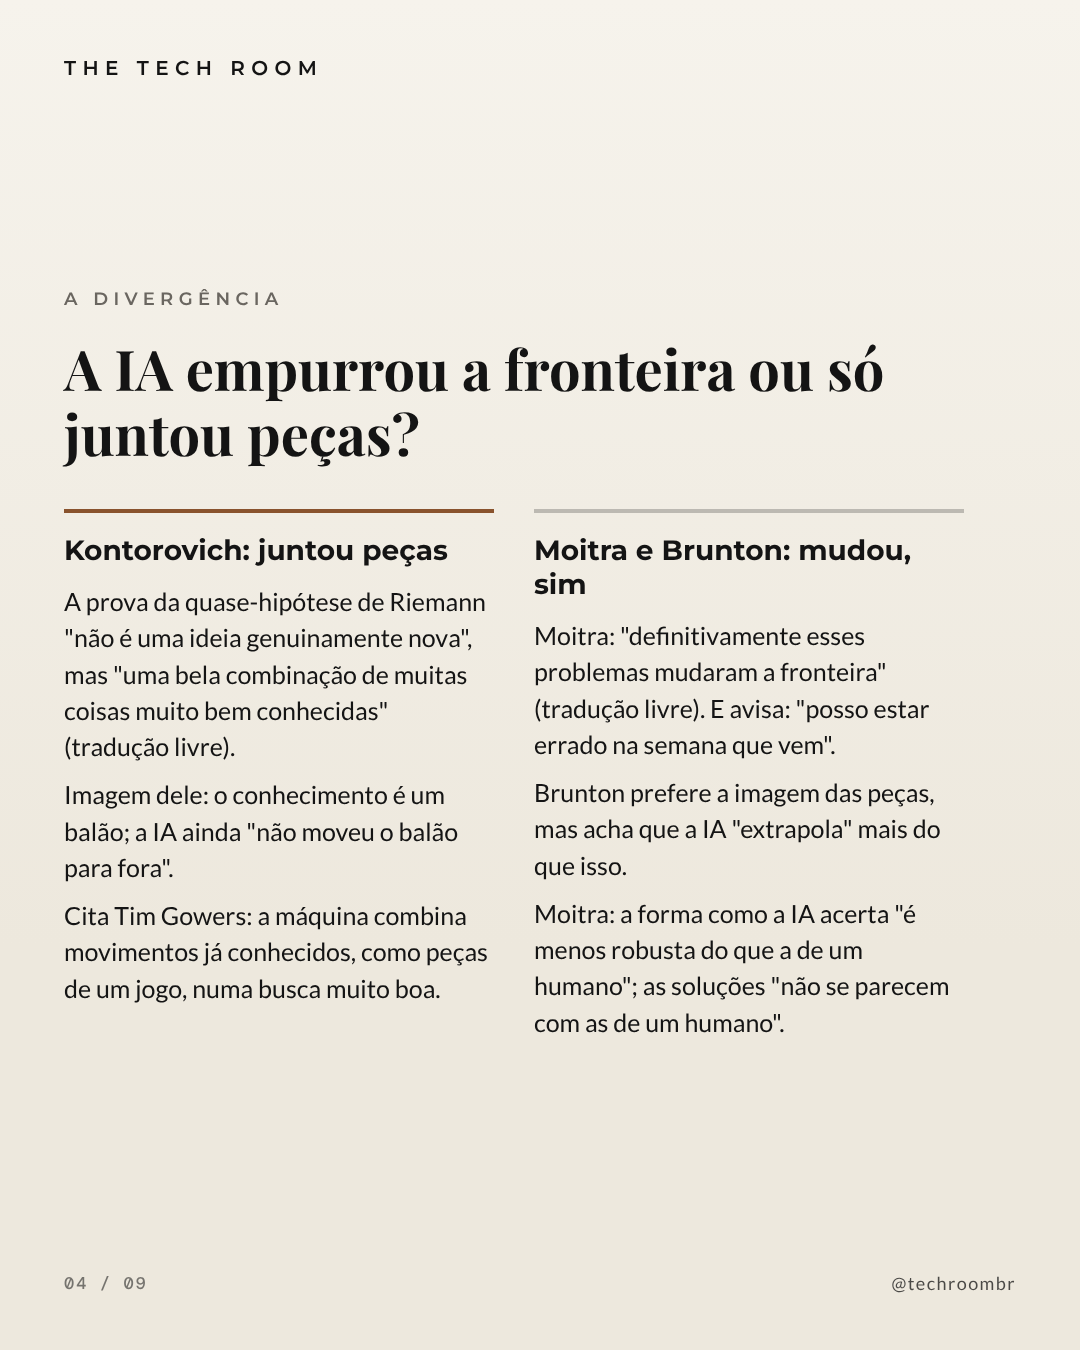 THE TECH ROOM
A DIVERGÊNCIA
A IA empurrou a fronteira ou só
juntou peças?
Kontorovich: juntou peças
A prova da quase-hipótese de Riemann
"não é uma ideia genuinamente nova",
mas "uma bela combinação de muitas
coisas muito bem conhecidas"
(tradução livre).
Imagem dele: o conhecimento é um
balão; a IA ainda "não moveu o balão
para fora".
Cita Tim Gowers: a máquina combina
movimentos já conhecidos, como peças
de um jogo, numa busca muito boa.
Moitra e Brunton: mudou,
sim
Moitra: "definitivamente esses
problemas mudaram a fronteira"
(tradução livre). E avisa: "posso estar
errado na semana que vem".
Brunton prefere a imagem das peças,
mas acha que a IA "extrapola" mais do
que isso.
Moitra: a forma como a IA acerta "é
menos robusta do que a de um
humano"; as soluções "não se parecem
com as de um humano".
04 / 09
@techroombr